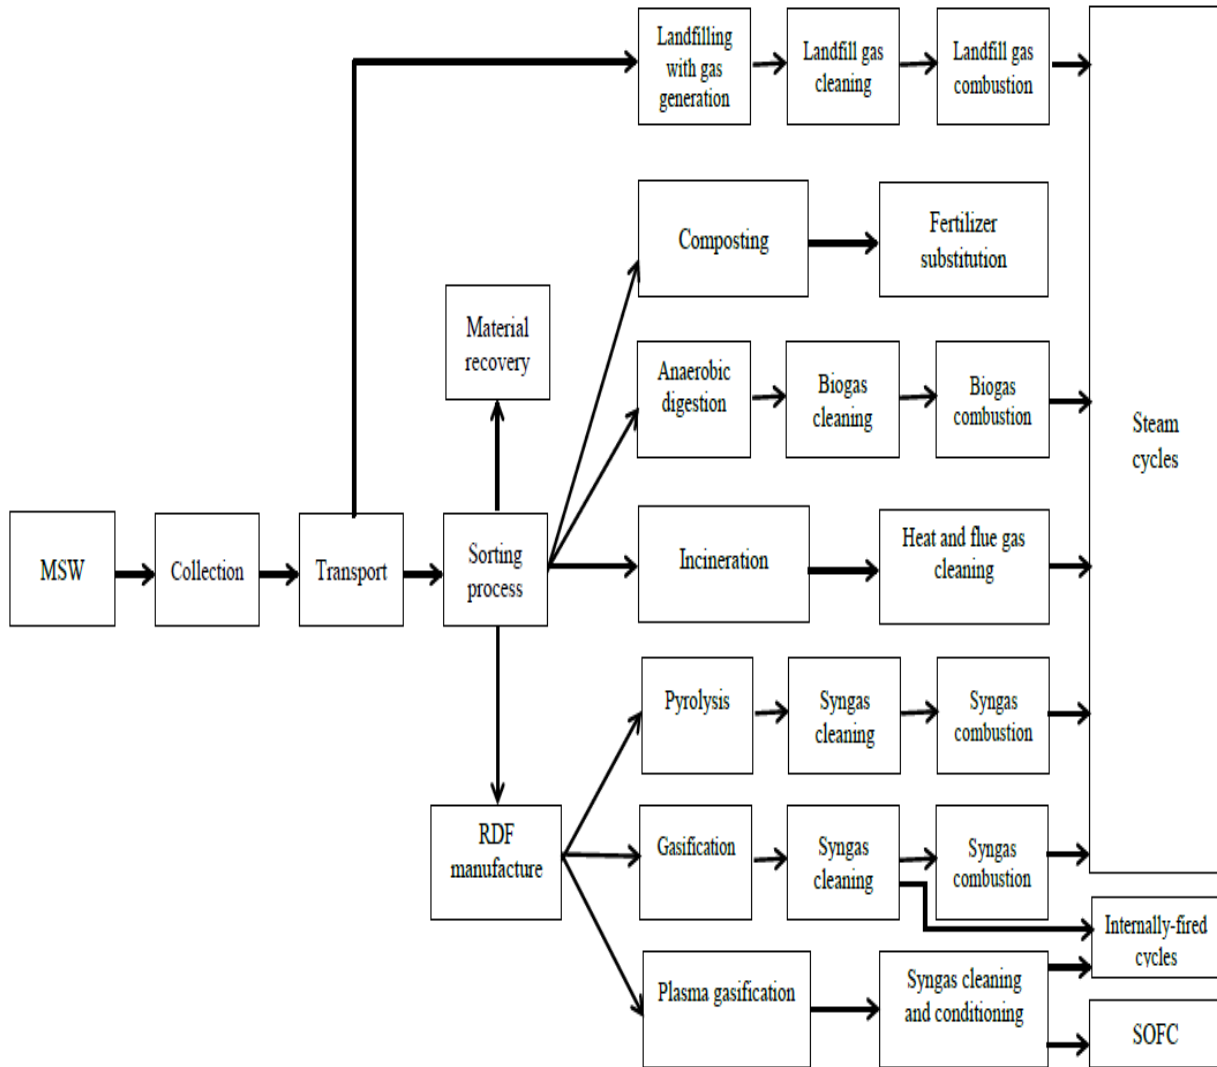 Landfilling
with gas
generation
Landfill gas
cleaning
Landfill gas
combustion
Composting
Fertilizer
substitution
Material
recovery
Anaerobic
digestion
Biogas
cleaning
Biogas
combustion
Steam
cycles
MSW
Collection
Transport
Sorting
process
Incineration
Heat and flue gas
cleaning
Pyrolysis
Syngas
cleaning
Syngas
combustion
RDF
manufacture
Gasification
Syngas
cleaning
Syngas
combustion
Internally-fired
cycles
Plasma gasification
Syngas cleaning
and conditioning
SOFC